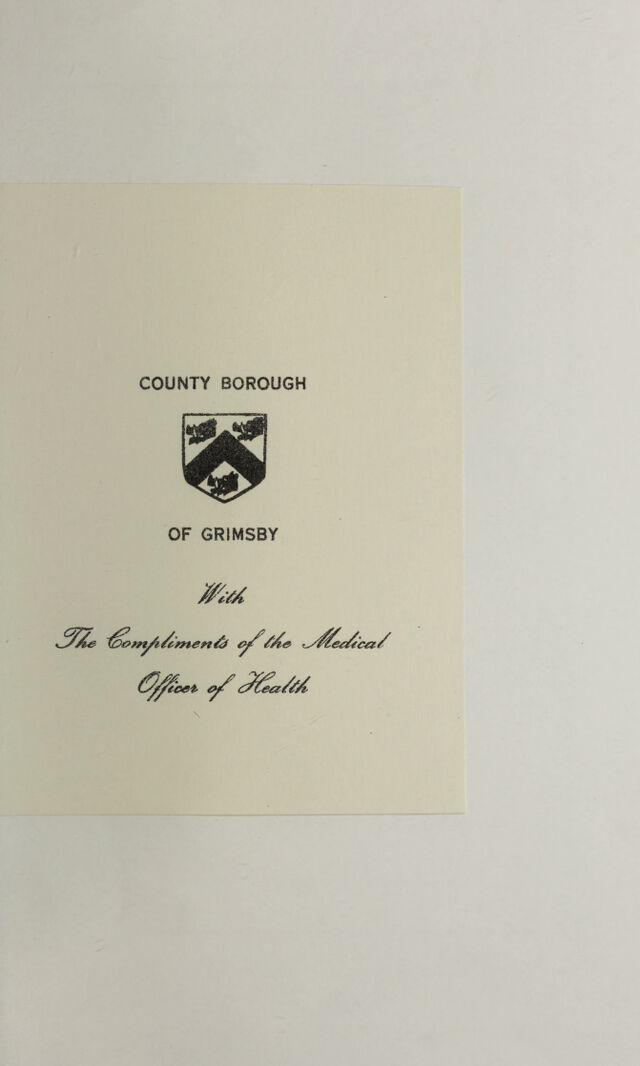 COUNTY BOROUGH
OF GRIMSBY
With
The Compliments of the Medical
Officer of Health